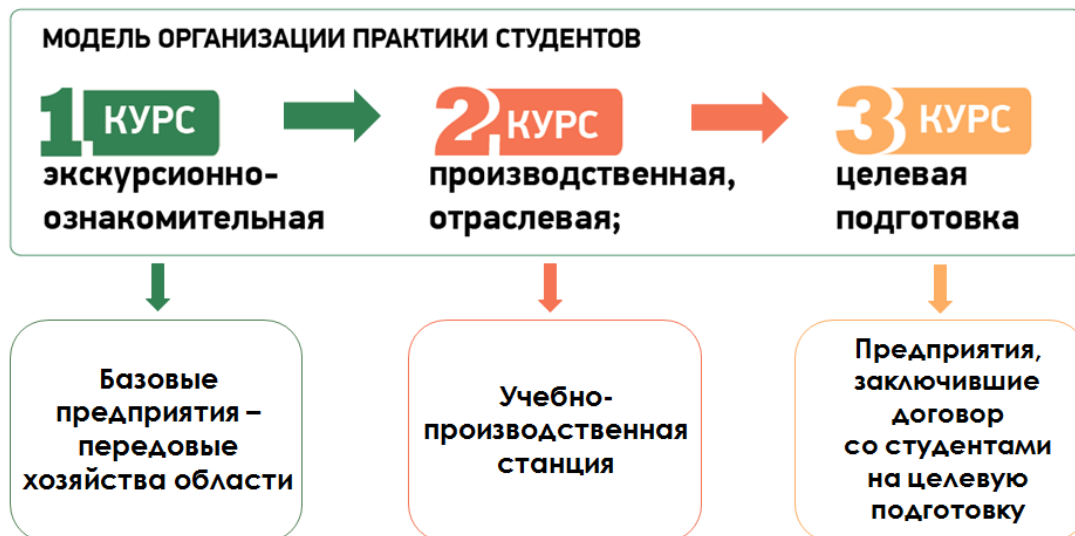 МОДЕЛЬ ОРГАНИЗАЦИИ ПРАКТИКИ СТУДЕНТОВ
1 КУРС
экскурсионно-
ознакомительная
2 КУРС
производственная,
отраслевая;
3 КУРС
целевая
подготовка
Базовые
предприятия –
передовые
хозяйства области
Учебно-
производственная
станция
Предприятия,
заключившие
договор
со студентами
на целевую
подготовку